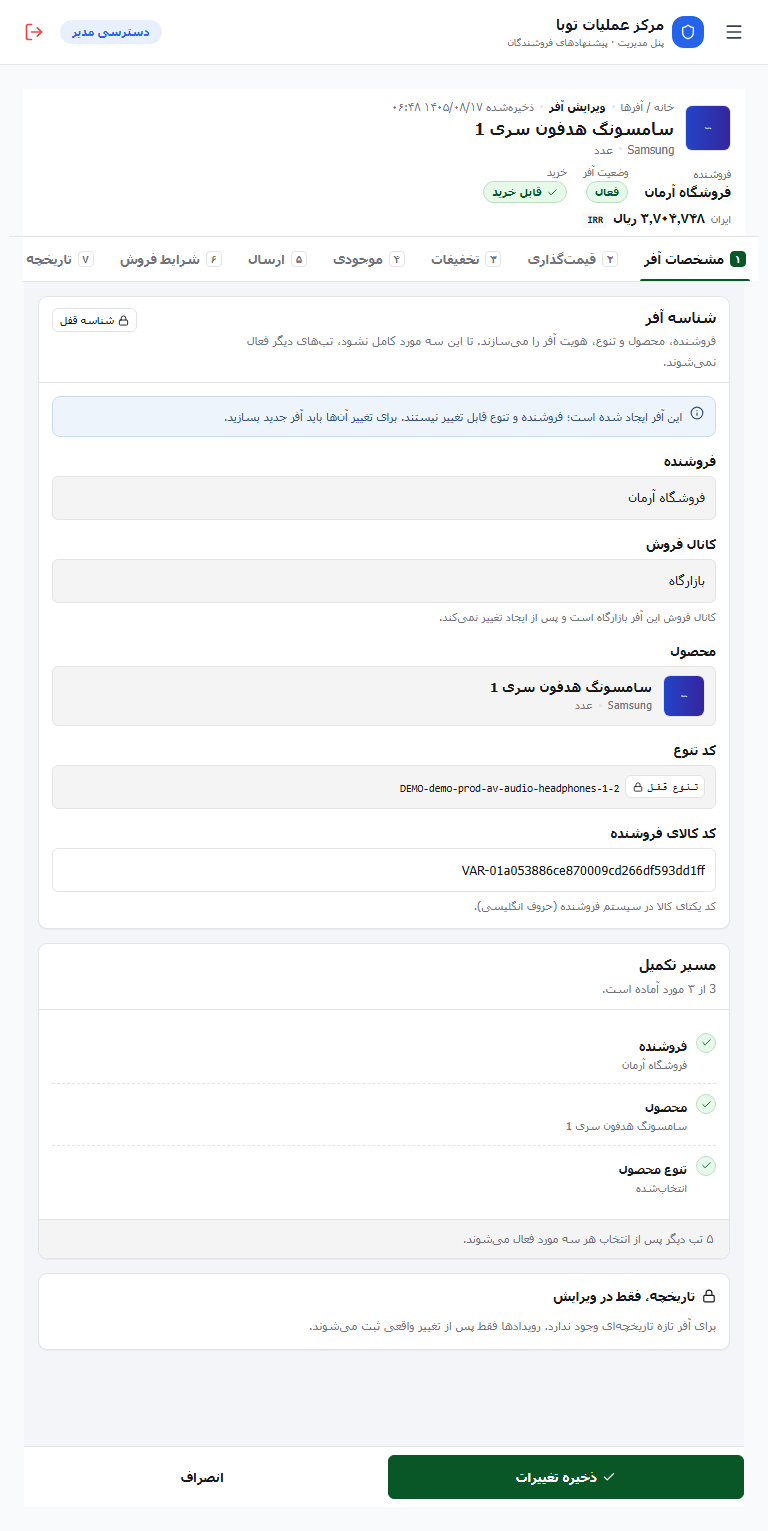 مرکز عملیات توبا
پنل مدیریت · پیشنهادهای فروشندگان
دسترسی مدیر
خانه / آفرها · ویرایش آفر · ذخیره‌شده ۱۴۰۵/۰۸/۱۷ ۰۶:۴۸
سامسونگ هدفون سری 1
Samsung · عدد
فروشنده
فروشگاه آرمان
وضعیت آفر
فعال
خرید
قابل خرید
ایران ۳,۷۰۴,۷۴۸ ریال IRR
۱ مشخصات آفر
۲ قیمت‌گذاری
۳ تخفیفات
۴ موجودی
۵ ارسال
۶ شرایط فروش
۷ تاریخچه
شناسه آفر
شناسه قفل
فروشنده، محصول و تنوع، هویت آفر را می‌سازند. تا این سه مورد کامل نشود، تب‌های دیگر فعال
نمی‌شوند.
این آفر ایجاد شده است؛ فروشنده و تنوع قابل تغییر نیستند. برای تغییر آن‌ها باید آفر جدید بسازید.
فروشنده
فروشگاه آرمان
کانال فروش
بازارگاه
کانال فروش این آفر بازارگاه است و پس از ایجاد تغییر نمی‌کند.
محصول
سامسونگ هدفون سری 1
Samsung · عدد
کد تنوع
تنوع قفل DEMO-demo-prod-av-audio-headphones-1-2
کد کالای فروشنده
VAR-01a053886ce870009cd266df593dd1ff
کد یکتای کالا در سیستم فروشنده (حروف انگلیسی).
مسیر تکمیل
3 از ۳ مورد آماده است.
فروشنده
فروشگاه آرمان
محصول
سامسونگ هدفون سری 1
تنوع محصول
انتخاب‌شده
۵ تب دیگر پس از انتخاب هر سه مورد فعال می‌شوند.
تاریخچه، فقط در ویرایش
برای آفر تازه تاریخچه‌ای وجود ندارد. رویدادها فقط پس از تغییر واقعی ثبت می‌شوند.
ذخیره تغییرات
انصراف